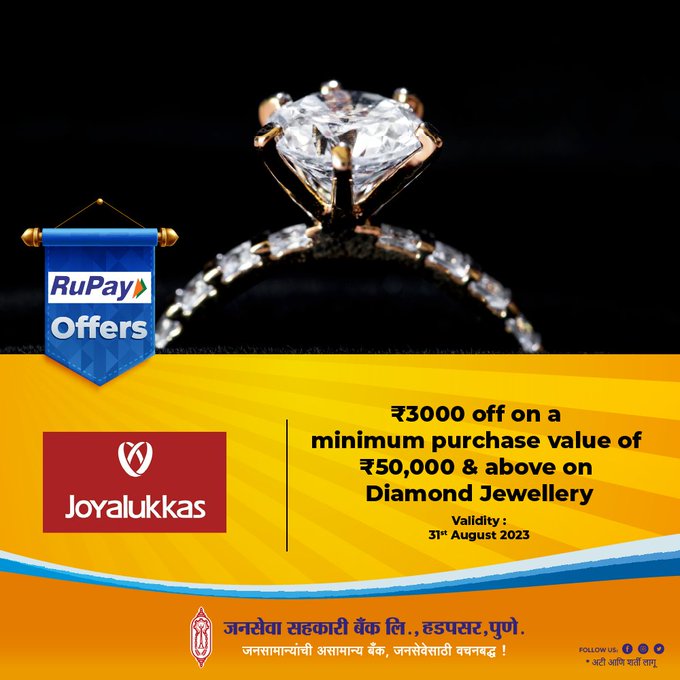 RuPay
Offers
Joyalukkas
₹3000 off on a
minimum purchase value of
₹50,000 & above on
Diamond Jewellery
Validity :
31st August 2023
जनसेवा सहकारी बँक लि., हडपसर, पुणे.
जनसामान्यांची असामान्य बँक, जनसेवेसाठी वचनबद्ध !
FOLLOW US:
* अटी आणि शर्ती लागू